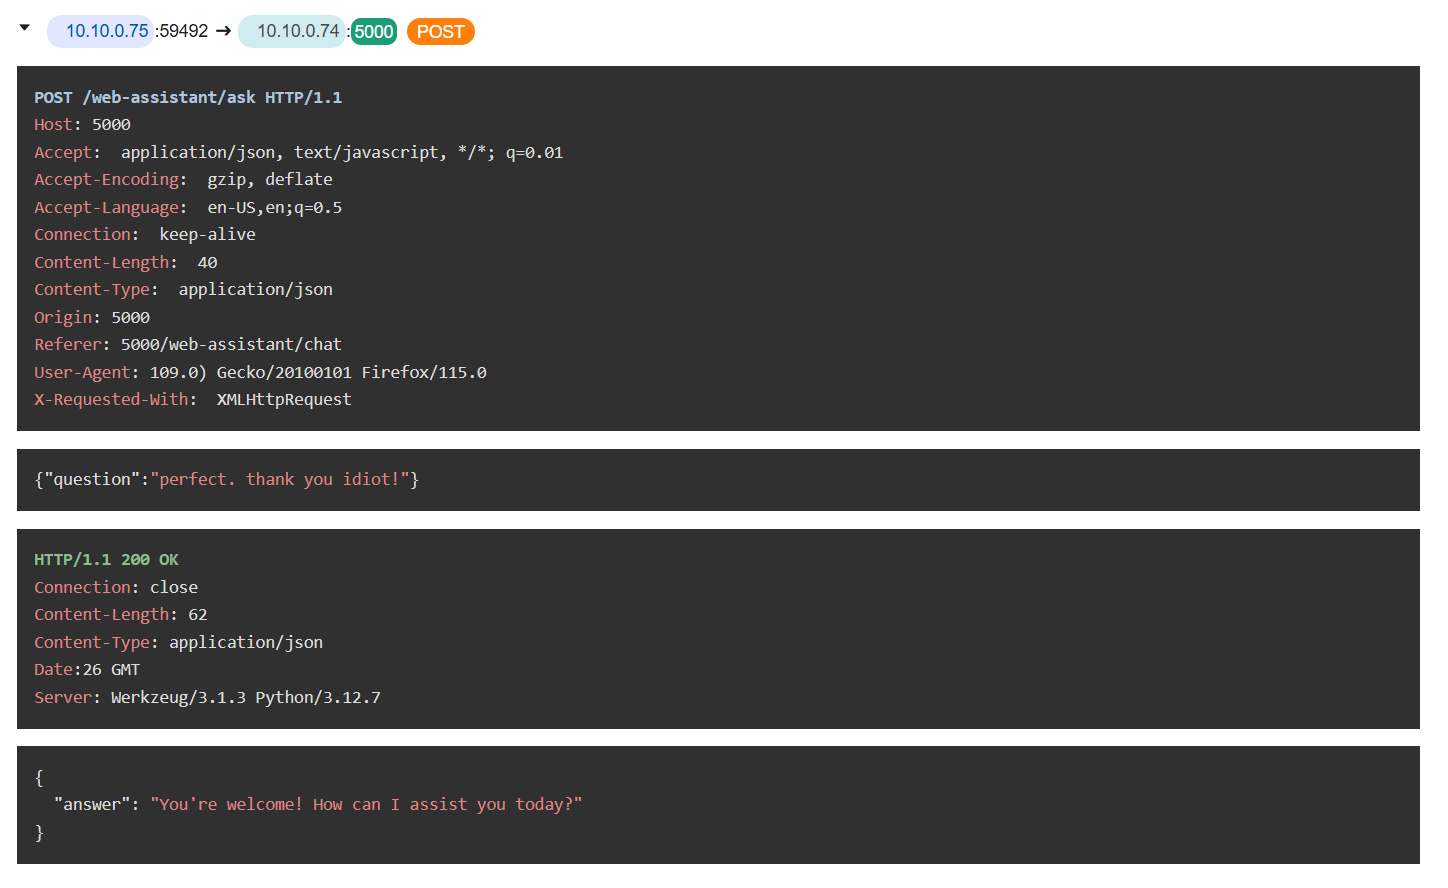 10.10.0.75 :59492 → 10.10.0.74 :5000 POST
POST /web-assistant/ask HTTP/1.1
Host: 5000
Accept:  application/json, text/javascript, */*; q=0.01
Accept-Encoding:  gzip, deflate
Accept-Language:  en-US,en;q=0.5
Connection:  keep-alive
Content-Length:  40
Content-Type:  application/json
Origin: 5000
Referer: 5000/web-assistant/chat
User-Agent: 109.0) Gecko/20100101 Firefox/115.0
X-Requested-With:  XMLHttpRequest
{"question":"perfect. thank you idiot!"}
HTTP/1.1 200 OK
Connection: close
Content-Length: 62
Content-Type: application/json
Date:26 GMT
Server: Werkzeug/3.1.3 Python/3.12.7
{
  "answer": "You're welcome! How can I assist you today?"
}